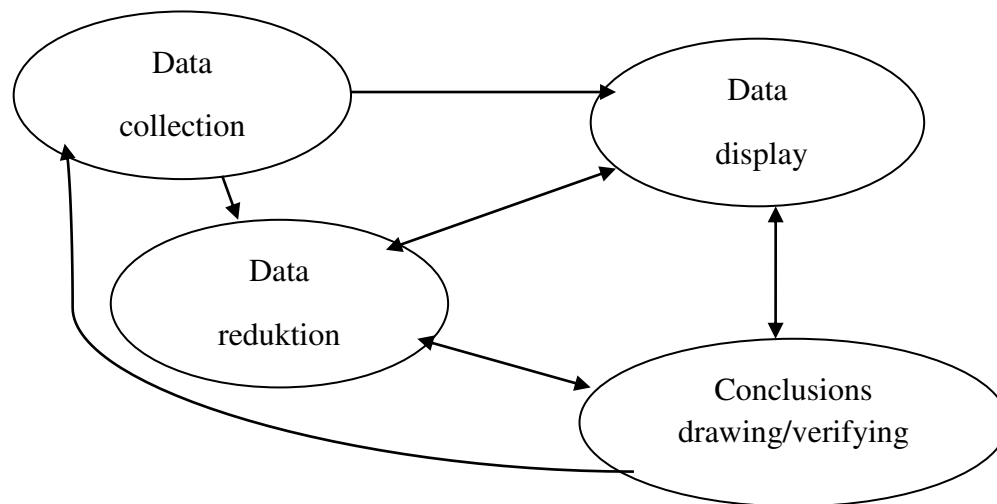 Data
collection
Data
display
Data
reduktion
Conclusions
drawing/verifying